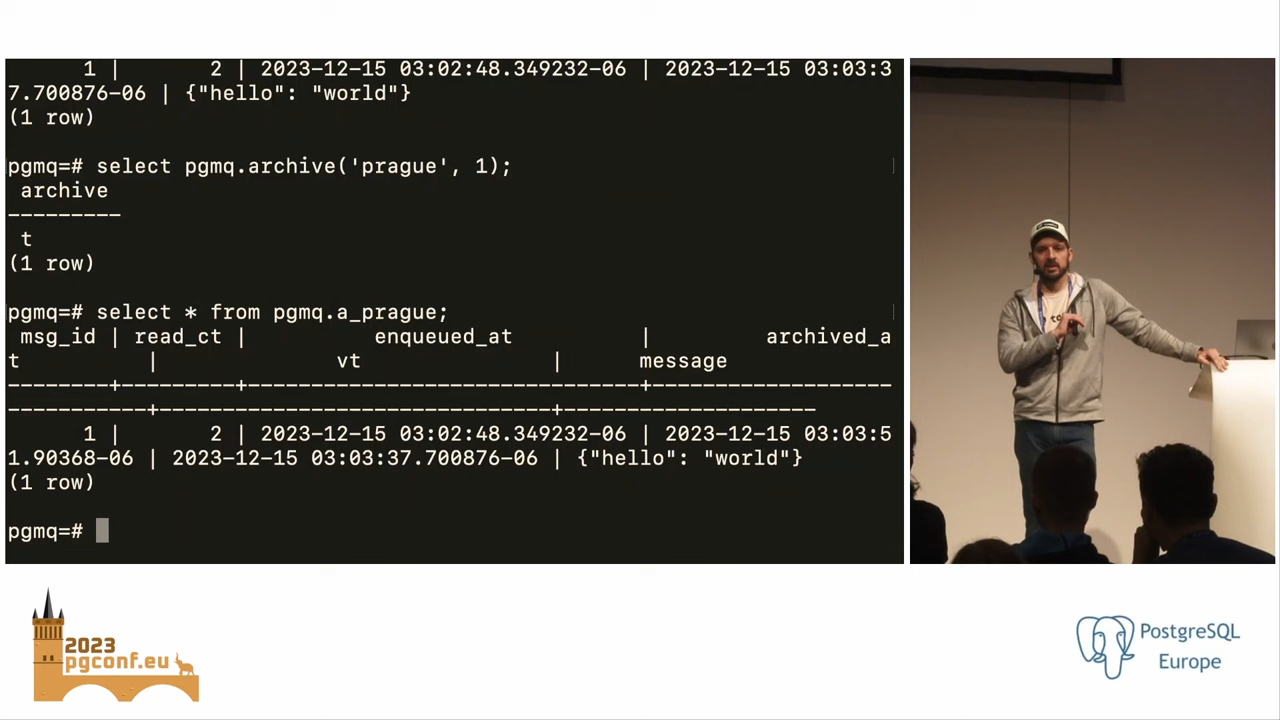 1 |        2 | 2023-12-15 03:02:48.349232-06 | 2023-12-15 03:03:3
7.700876-06 | {"hello": "world"}
(1 row)
pgmq=# select pgmq.archive('prague', 1);
archive
---------
t
(1 row)
pgmq=# select * from pgmq.a_prague;
msg_id | read_ct |          enqueued_at          |          archived_a
t          |              vt               |      message
--------+---------+-------------------------------+-------------------
-----------+-------------------------------+--------------------
1 |        2 | 2023-12-15 03:02:48.349232-06 | 2023-12-15 03:03:5
1.90368-06 | 2023-12-15 03:03:37.700876-06 | {"hello": "world"}
(1 row)
pgmq=#
2023
pgconf.eu
PostgreSQL
Europe